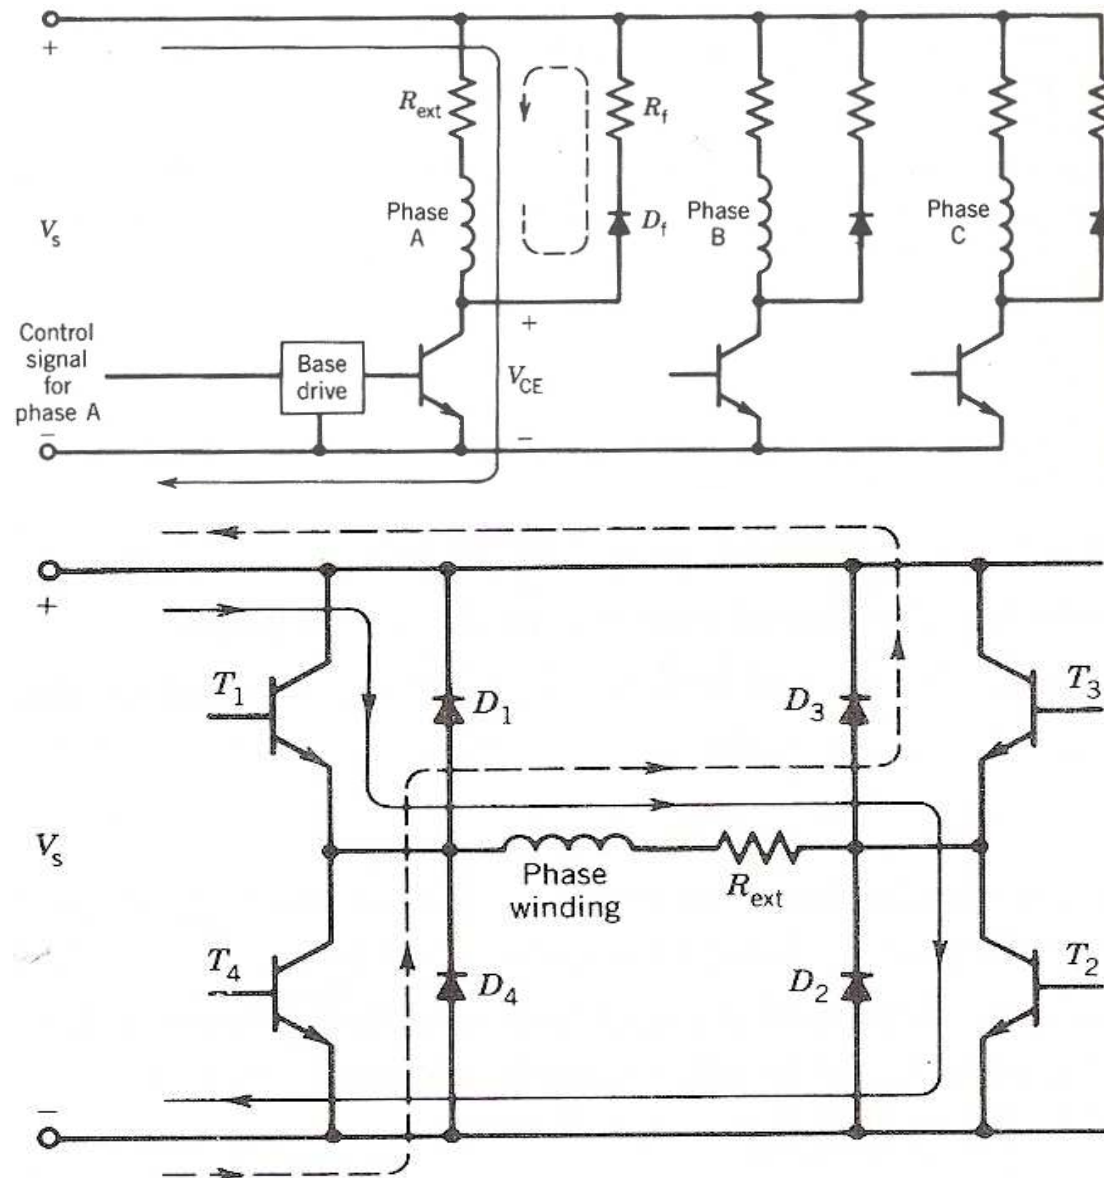 +
R_ext
R_f
Phase
A
D_f
Phase
B
Phase
C
V_s
+
Control
signal
for
phase A
Base
drive
V_CE
−
−
+
T_1
D_1
D_3
T_3
V_s
Phase
winding
R_ext
T_4
D_4
D_2
T_2
−